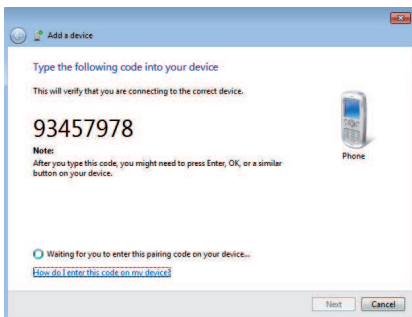 Add a device
Type the following code into your device
This will verify that you are connecting to the correct device.
93457978
Note:
After you type this code, you might need to press Enter, OK, or a similar
button on your device.
Phone
Waiting for you to enter this pairing code on your device...
How do I enter this code on my device?
Next Cancel